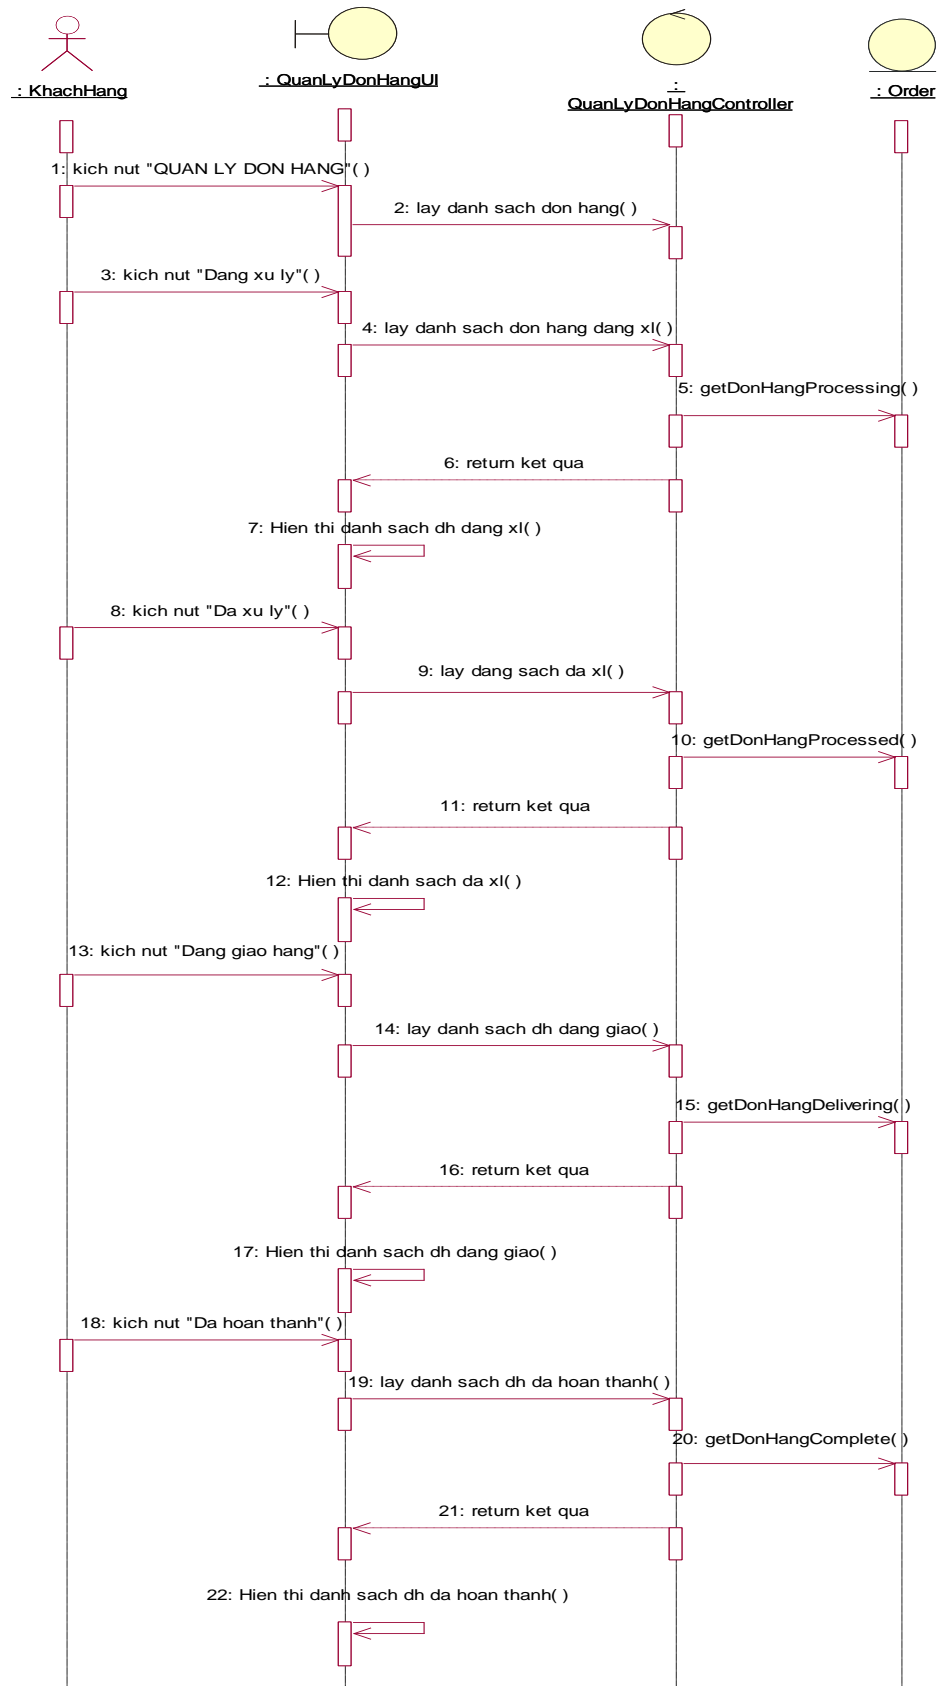 : KhachHang
: QuanLyDonHangUI
:
QuanLyDonHangController
: Order
1: kich nut "QUAN LY DON HANG"( )
2: lay danh sach don hang( )
3: kich nut "Dang xu ly"( )
4: lay danh sach don hang dang xl( )
5: getDonHangProcessing( )
6: return ket qua
7: Hien thi danh sach dh dang xl( )
8: kich nut "Da xu ly"( )
9: lay dang sach da xl( )
10: getDonHangProcessed( )
11: return ket qua
12: Hien thi danh sach da xl( )
13: kich nut "Dang giao hang"( )
14: lay danh sach dh dang giao( )
15: getDonHangDelivering( )
16: return ket qua
17: Hien thi danh sach dh dang giao( )
18: kich nut "Da hoan thanh"( )
19: lay danh sach dh da hoan thanh( )
20: getDonHangComplete( )
21: return ket qua
22: Hien thi danh sach dh da hoan thanh( )